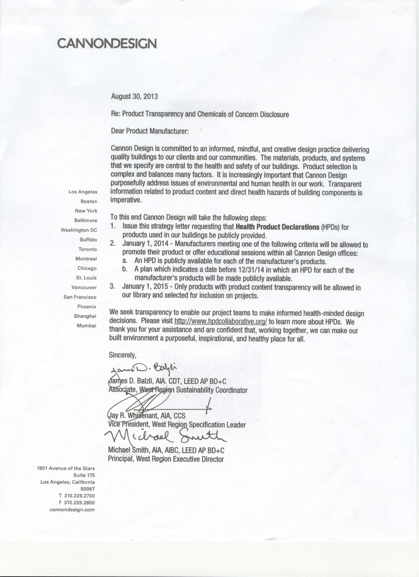 CANNONDESIGN
August 30, 2013
Re: Product Transparency and Chemicals of Concern Disclosure
Dear Product Manufacturer:
Cannon Design is committed to an informed, mindful, and creative design practice delivering
quality buildings to our clients and our communities. The materials, products, and systems
that we specify are central to the health and safety of our buildings. Product selection is
complex and balances many factors. It is increasingly important that Cannon Design
purposefully address issues of environmental and human health in our work. Transparent
information related to product content and direct health hazards of building components is
imperative.
To this end Cannon Design will take the following steps:
1. Issue this strategy letter requesting that Health Product Declarations (HPDs) for
products used in our buildings be publicly provided.
2. January 1, 2014 - Manufacturers meeting one of the following criteria will be allowed to
promote their product or offer educational sessions within all Cannon Design offices:
a. An HPD is publicly available for each of the manufacturer's products.
b. A plan which indicates a date before 12/31/14 in which an HPD for each of the
manufacturer's products will be made publicly available.
3. January 1, 2015 - Only products with product transparency will be allowed in
our library and selected for inclusion on projects.
We seek transparency to enable our project teams to make informed health-minded design
decisions. Please visit http://www.hpdcollaborative.org/ to learn more about HPDs. We
thank you for your assistance and are confident that, working together, we can make our
built environment a purposeful, inspirational, and healthy place for all.
Sincerely,
James D. Balzli
James D. Balzli, AIA. CDT, LEED AP BD+C
Associate, West Region Sustainability Coordinator
Jay R. Whisenant, AIA, CCS
Vice President, West Region Specification Leader
Michael Smith
Michael Smith, AIA, AIBC, LEED AP BD+C
Principal, West Region Executive Director
Los Angeles
Boston
New York
Baltimore
Washington DC
Buffalo
Toronto
Montreal
Chicago
St. Louis
Vancouver
San Francisco
Phoenix
Shanghai
Mumbai
1901 Avenue of the Stars
Suite 175
Los Angeles, California
90067
T 310.229.2700
F 310.229.2800
cannondesign.com